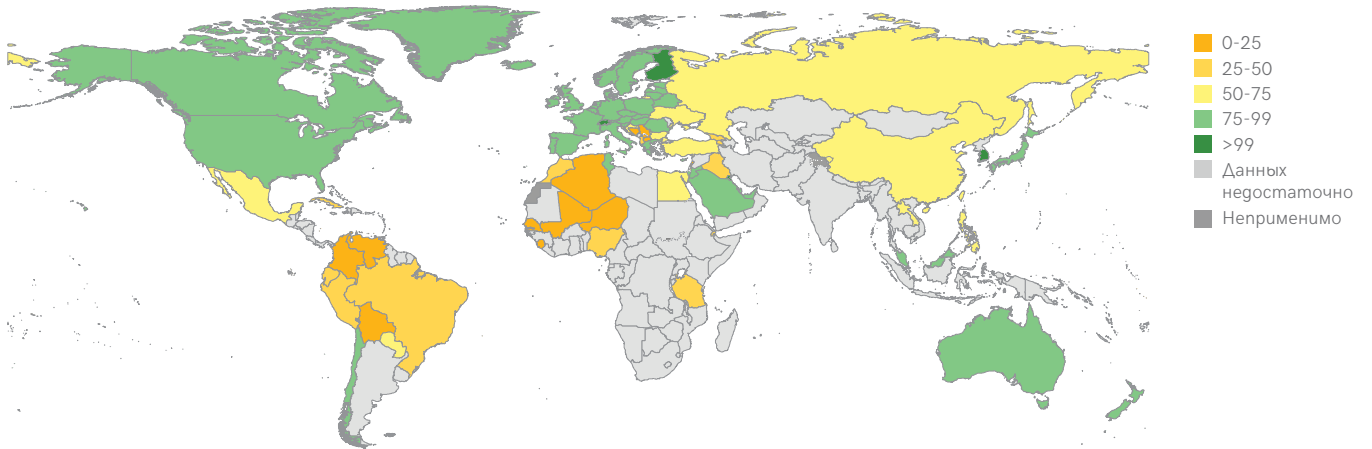 0-25
25-50
50-75
75-99
>99
Данных
недостаточно
Неприменимо